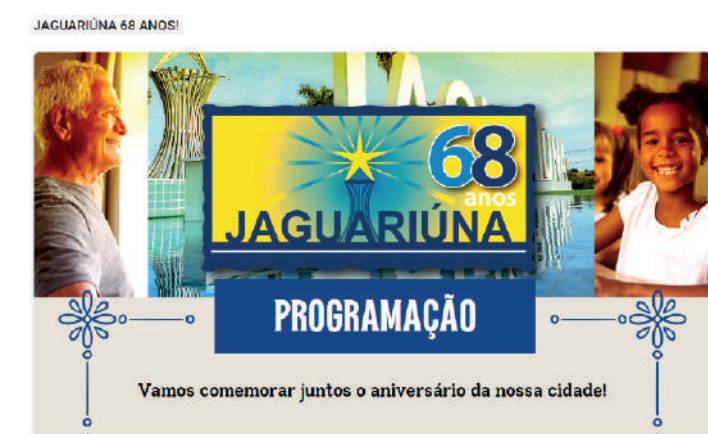 JAGUARIÚNA 68 ANOS!
68
anos
JAGUARIÚNA
PROGRAMAÇÃO
Vamos comemorar juntos o aniversário da nossa cidade!